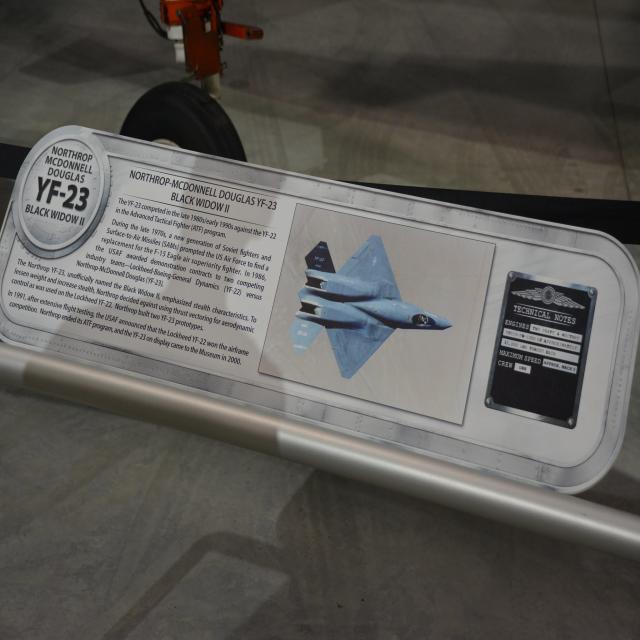 NORTHROP
MCDONNELL
DOUGLAS
YF-23
BLACK WIDOW II
NORTHROP-MCDONNELL DOUGLAS YF-23
BLACK WIDOW II
The YF-23 competed in the late 1980s/early 1990s against the YF-22
in the Advanced Tactical Fighter (ATF) program.
During the late 1970s, a new generation of Soviet fighters and
Surface-to-Air Missiles (SAMs) prompted the US Air Force to find a
replacement for the F-15 Eagle air superiority fighter. In
the USAF awarded demonstration contracts to two competing
industry teams—Lockheed-Boeing-General Dynamics (YF-22) versus
Northrop-McDonnell Douglas (YF-23).
The Northrop YF-23, unofficially named the Black Widow II, emphasized stealth characteristics. To
lessen weight and increase stealth, Northrop decided against using thrust vectoring for aerodynamic
control as was used on the Lockheed YF-22. Northrop built two YF-23 prototypes.
In 1991, after extensive flight testing, the USAF announced that the Lockheed YF-22 won the airframe
competition. Northrop ended its ATF program, and the YF-23 on display came to the Museum in 2000.
TECHNICAL NOTES
ENGINES
MAXIMUM SPEED
CREW ONE